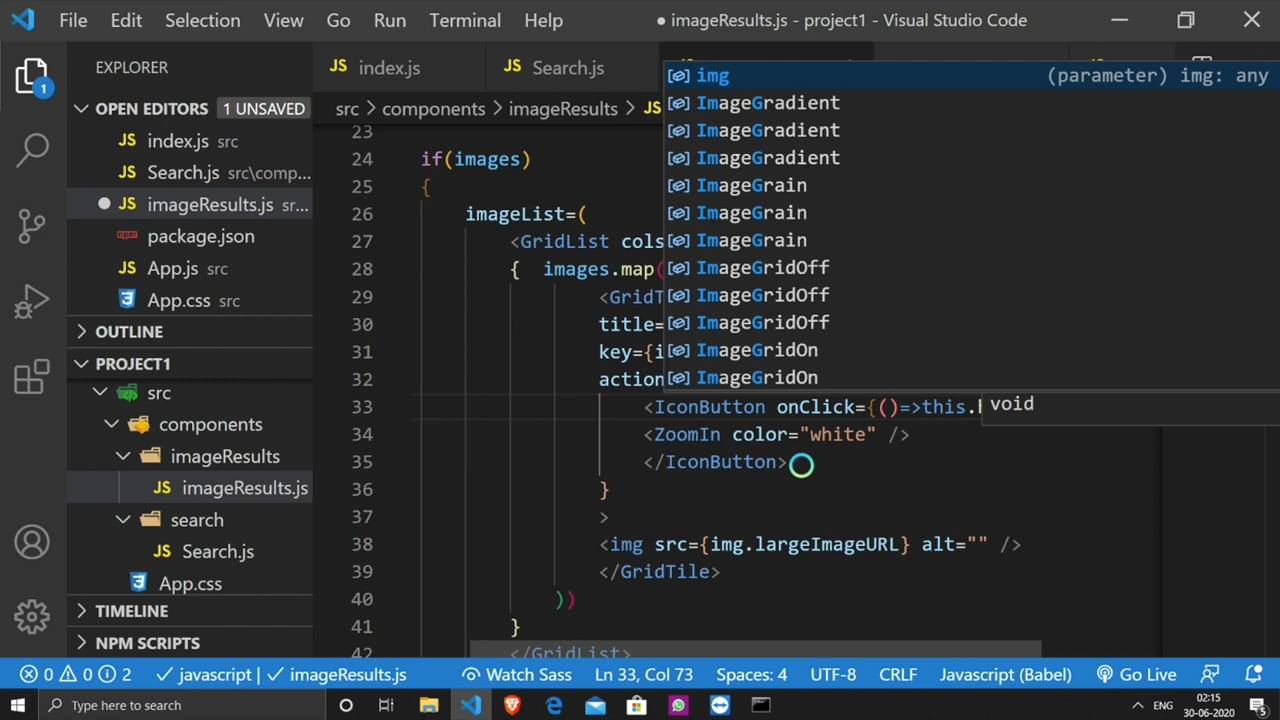 File Edit Selection View Go Run Terminal Help ● imageResults.js - project1 - Visual Studio Code
EXPLORER
JS index.js JS Search.js
OPEN EDITORS 1 UNSAVED
JS index.js src
JS Search.js src\comp...
● JS imageResults.js sr...
package.json
JS App.js src
App.css src
OUTLINE
PROJECT1
src
components
imageResults
JS imageResults.js
search
JS Search.js
App.css
TIMELINE
NPM SCRIPTS
1
src > components > imageResults > JS
23
24 if(images)
25 {
26 imageList=(
27 <GridList cols
28 { images.map(
29 <GridT
30 title=
31 key={i
32 action
33 <IconButton onClick={()=>this.
34 <ZoomIn color="white" />
35 </IconButton>
36 }
37 >
38 <img src={img.largeImageURL} alt="" />
39 </GridTile>
40 ))
41 }
42 </GridList>
img (parameter) img: any
ImageGradient
ImageGradient
ImageGradient
ImageGrain
ImageGrain
ImageGrain
ImageGridOff
ImageGridOff
ImageGridOff
ImageGridOn
ImageGridOn
void
0 0 2 javascript | imageResults.js Watch Sass Ln 33, Col 73 Spaces: 4 UTF-8 CRLF Javascript (Babel) Go Live
Type here to search ENG 02:15
30-06-2020 5